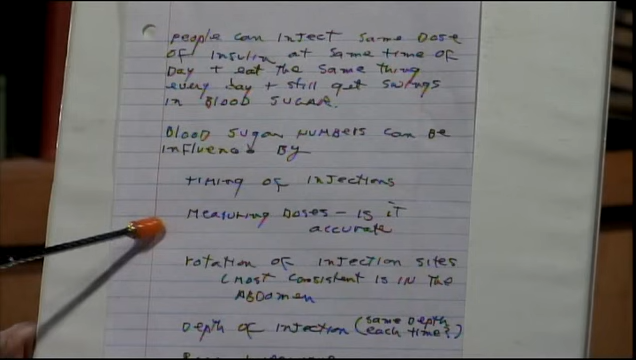 people can inject same dose
of insulin at same time of
day + eat the same thing
every day + still get swings
in Blood sugar.
Blood sugar numbers can be
influenced By
timing of injections
Measuring Doses - is it
accurate
rotation of injection sites
(most consistent is in the
ABdomen
Depth of injection (same depth
each time?)